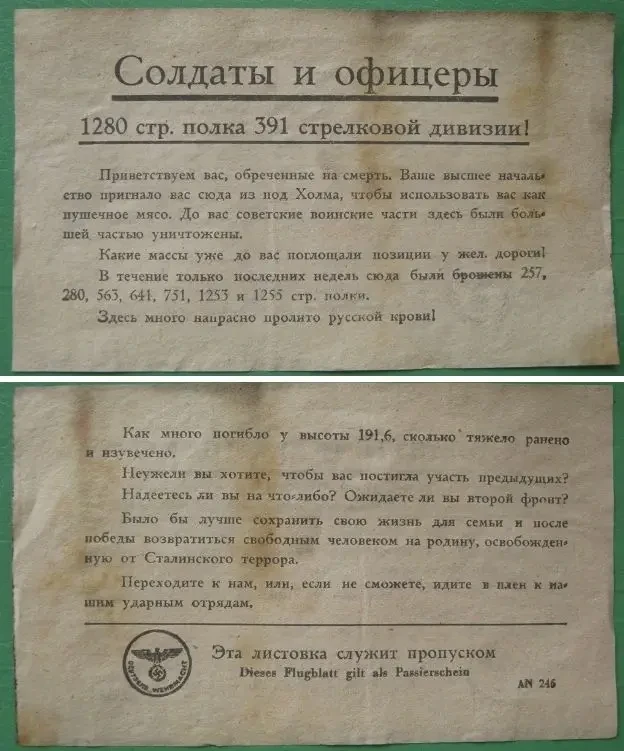 Солдаты и офицеры
1280 стр. полка 391 стрелковой дивизии!
Приветствуем вас, обреченные на смерть. Ваше высшее началь-
ство пригнало вас сюда из под Холма, чтобы использовать вас как
пушечное мясо. До вас советские воинские части здесь были боль-
шей частью уничтожены.
Какие массы уже до вас поглощали позиции у жел. дороги!
В течение только последних недель сюда были брошены 257,
280, 563, 641, 751, 1253 и 1255 стр. полки.
Здесь много напрасно пролито русской крови!
Как много погибло у высоты 191,6, сколько тяжело ранено
и изувечено.
Неужели вы хотите, чтобы вас постигла участь предыдущих?
Надеетесь ли вы на что-либо? Ожидаете ли вы второй фронт?
Было бы лучше сохранить свою жизнь для семьи и после
победы возвратиться свободным человеком на родину, освобожден-
ную от Сталинского террора.
Переходите к нам, или, если не сможете, идите в плен к на-
шим ударным отрядам.
DEUTSCHE WEHRMACHT
Эта листовка служит пропуском
Dieses Flugblatt gilt als Passierschein
AN 246